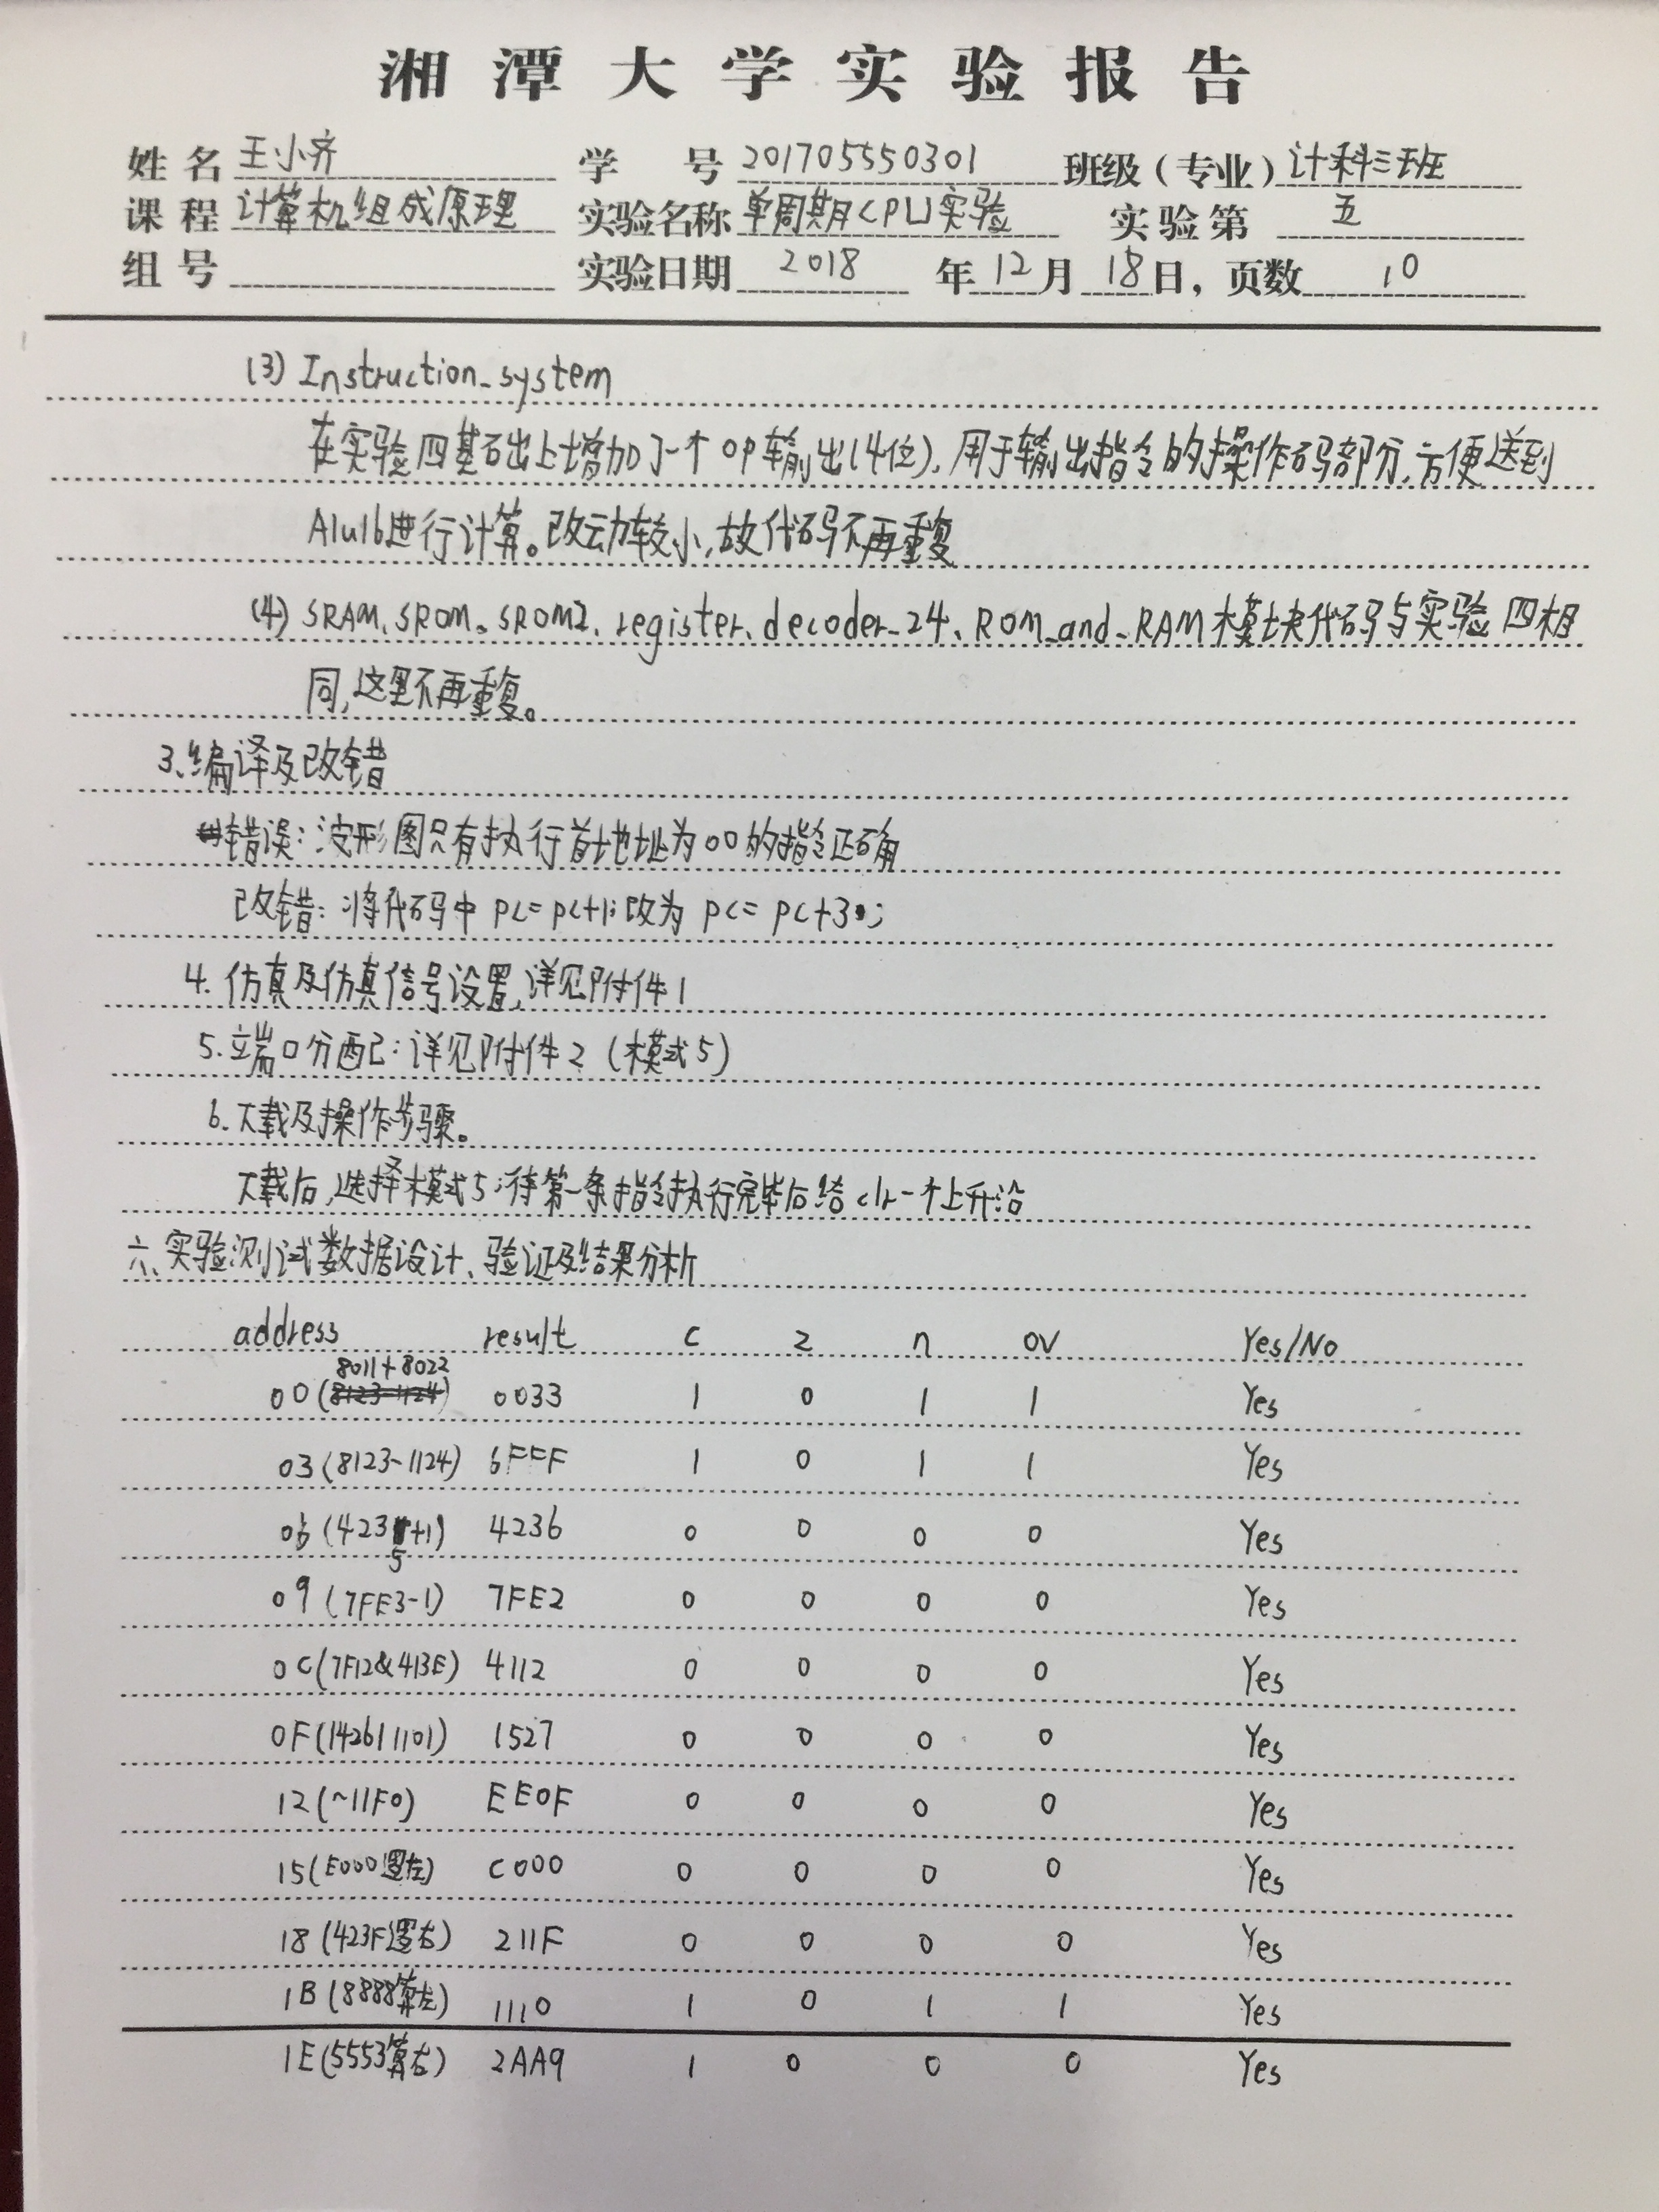 湘潭大学实验报告
姓名 王小齐 学号 201705550301 班级（专业）计科三班
课程 计算机组成原理 实验名称 单周期CPU实验 实验第 五
组号 实验日期 2018 年 12 月 18 日，页数 10
(3) Instruction_system
在实验四基础上增加了一个op输出(4位),用于输出指令的操作码部分,方便送到
Alu16进行计算。改动较小,故代码不再重复
(4) SRAM、SROM、SROM2、register、decoder_24、ROM_and_RAM模块代码与实验四相
同,这里不再重复。
3.编译及改错
错误:波形图只有执行首地址为00的指令正确
改错:将代码中 pc=pc+1;改为 pc=pc+3;
4.仿真及仿真信号设置,详见附件1
5.端口分配:详见附件2(模式5)
6.下载及操作步骤。
下载后,选择模式5;待第一条指令执行完毕后给clr一个上升沿
六、实验测试数据设计、验证及结果分析
address result c z n ov Yes/No
00(8011+8022) 0033 1 0 1 1 Yes
03(8123-1124) 6FFF 1 0 1 1 Yes
06(4235+1) 4236 0 0 0 0 Yes
09(7FE3-1) 7FE2 0 0 0 0 Yes
0C(7F12&413E) 4112 0 0 0 0 Yes
0F(1426|1101) 1527 0 0 0 0 Yes
12(~11F0) EE0F 0 0 0 0 Yes
15(E000逻左) C000 0 0 0 0 Yes
18(423F逻右) 211F 0 0 0 0 Yes
1B(8888算左) 1110 1 0 1 1 Yes
1E(5553算右) 2AA9 1 0 0 0 Yes